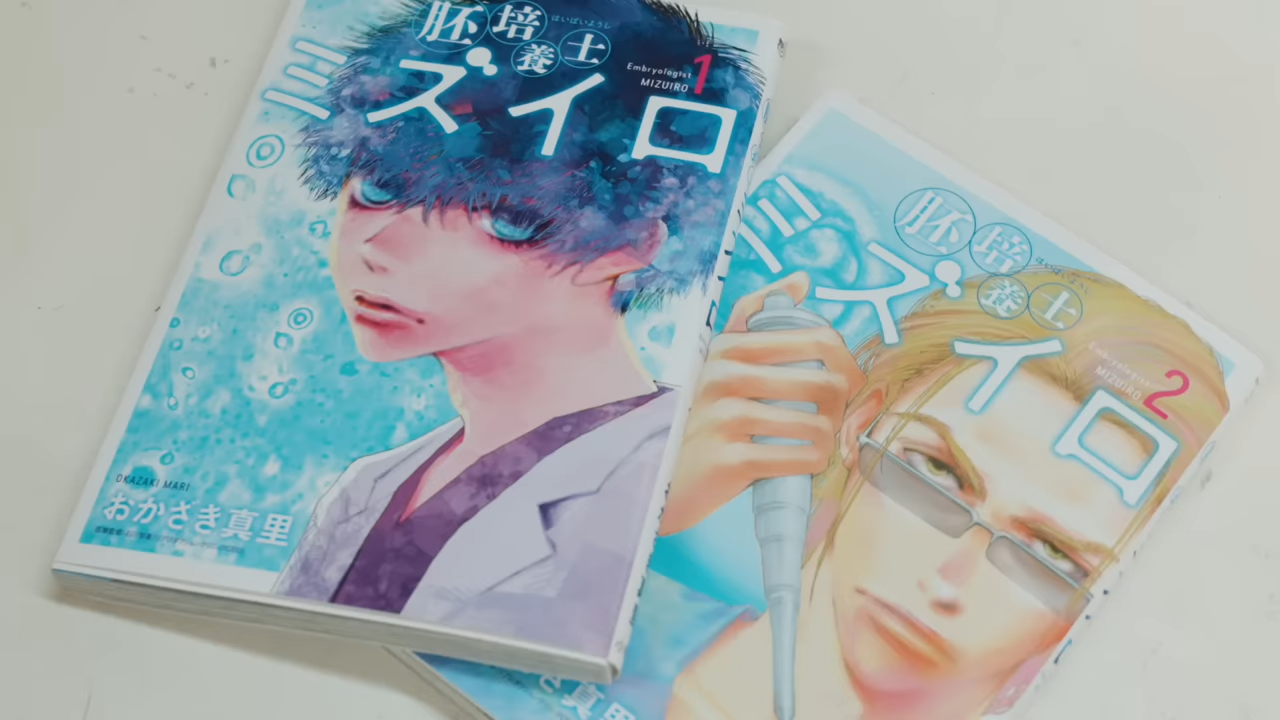 胚培養士
はいばいようし
ミズイロ
Embryologist
MIZUIRO
1
OKAZAKI MARI
おかざき真里
胚培養士
はいばいようし
ミズイロ
Embryologist
MIZUIRO
2